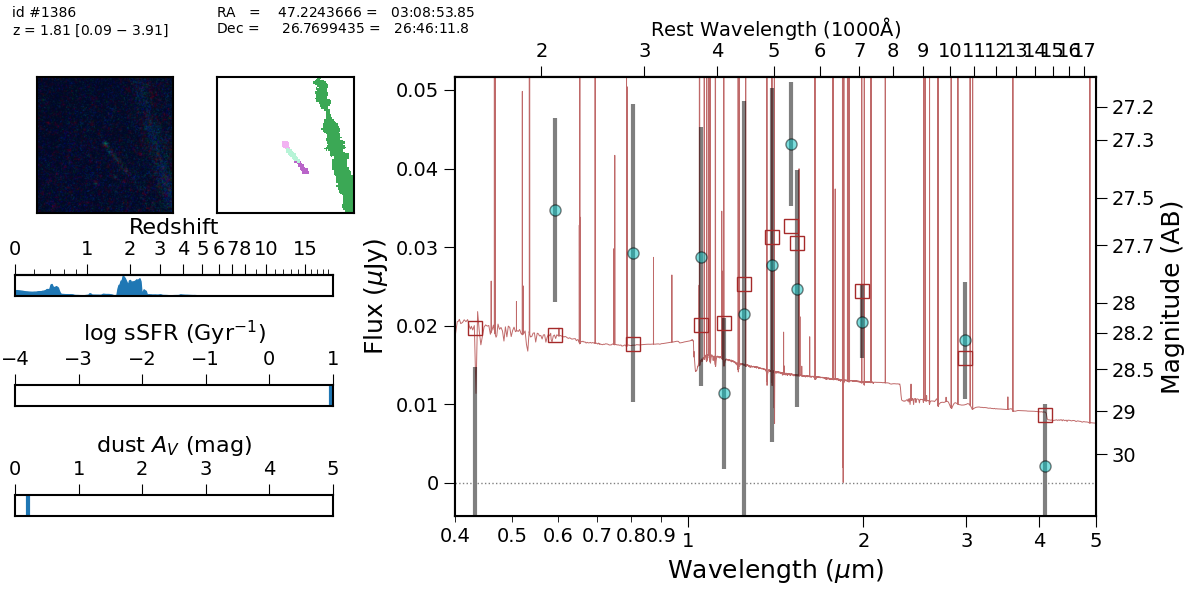 id #1386
z = 1.81 [0.09 − 3.91]
RA = 47.2243666 = 03:08:53.85
Dec = 26.7699435 = 26:46:11.8
Redshift
0 1 2 3 4 5 6 7 8 10 15
log sSFR (Gyr⁻¹)
−4 −3 −2 −1 0 1
dust A_V (mag)
0 1 2 3 4 5
Rest Wavelength (1000Å)
2 3 4 5 6 7 8 9 10 11 12 13 14 15 16 17
Flux (μJy)
0.05
0.04
0.03
0.02
0.01
0
27.2
27.3
27.5
27.7
28
28.2
28.5
29
30
Magnitude (AB)
0.4 0.5 0.6 0.7 0.8 0.9 1 2 3 4 5
Wavelength (μm)